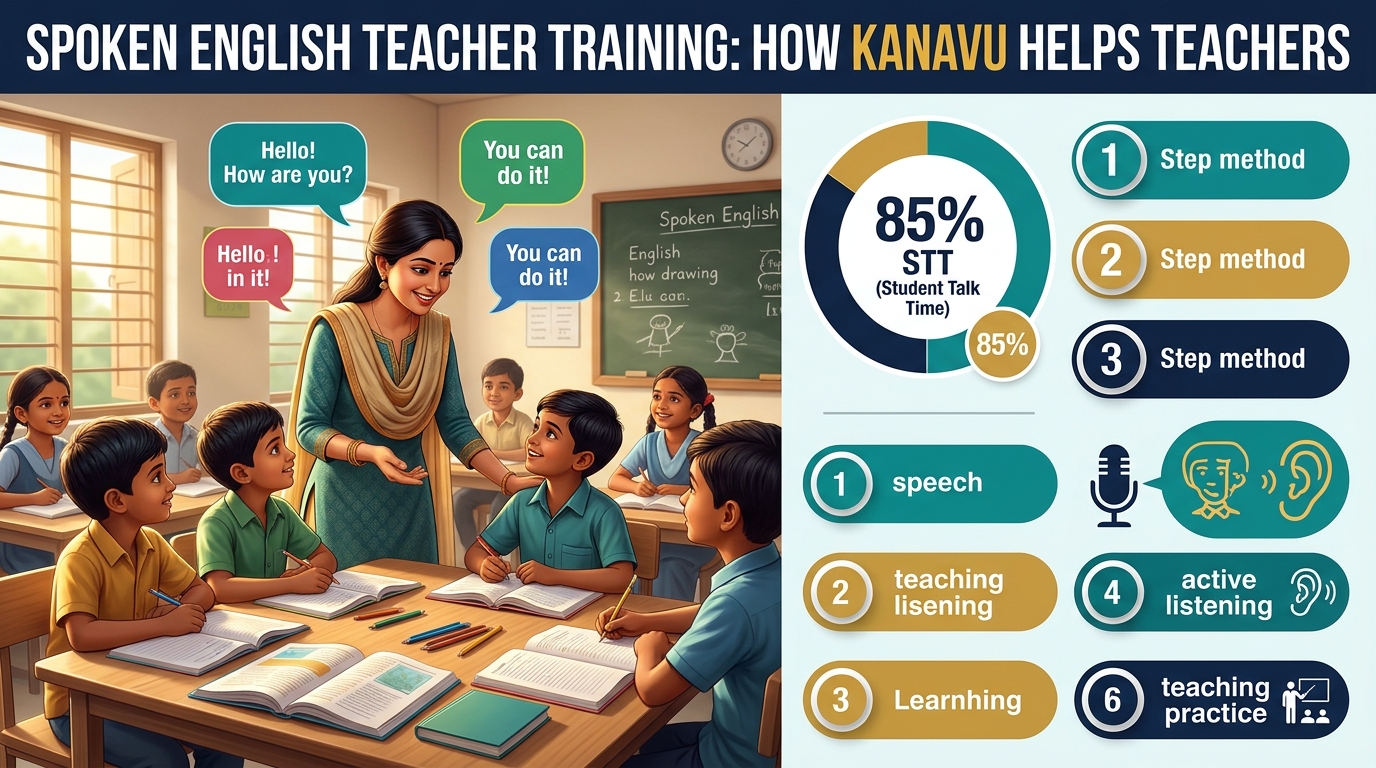 SPOKEN ENGLISH TEACHER TRAINING: HOW KANAVU HELPS TEACHERS
Hello!
How are you?
You can
do it!
Hello,!
in it!
You can
do it!
Spoken English
English
how drawing
2 Elu can.
85%
STT
(Student Talk
Time)
85%
1 Step method
2 Step method
3 Step method
1 speech
2 teaching
lisening
3 Learnhing
4 active
listening
6 teaching
practice